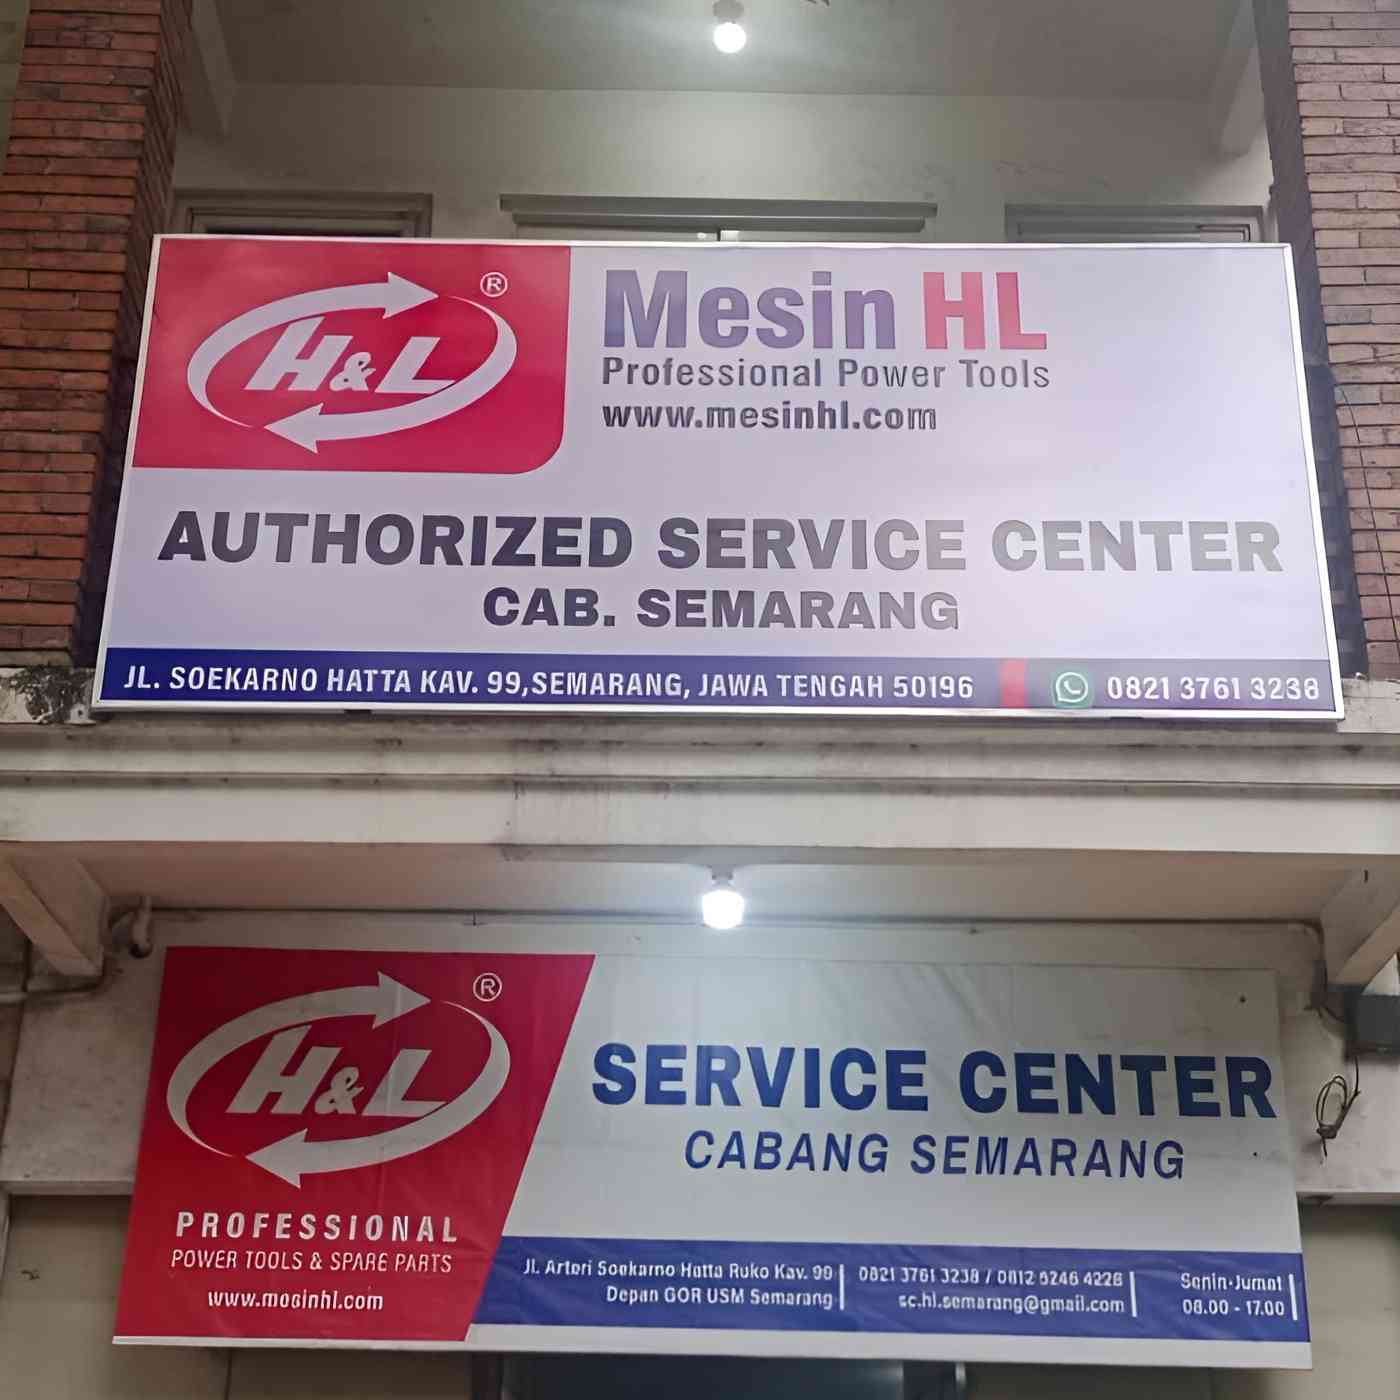 H&L ®
Mesin HL
Professional Power Tools
www.mesinhl.com
AUTHORIZED SERVICE CENTER
CAB. SEMARANG
JL. SOEKARNO HATTA KAV. 99,SEMARANG, JAWA TENGAH 50196
0821 3761 3238
H&L ®
PROFESSIONAL
POWER TOOLS & SPARE PARTS
www.mesinhl.com
SERVICE CENTER
CABANG SEMARANG
Jl. Arteri Soekarno Hatta Ruko Kav. 99
Depan GOR USM Semarang
0821 3761 3238 / 0812 5246 4226
sc.hl.semarang@gmail.com
Senin-Jumat
08.00 - 17.00